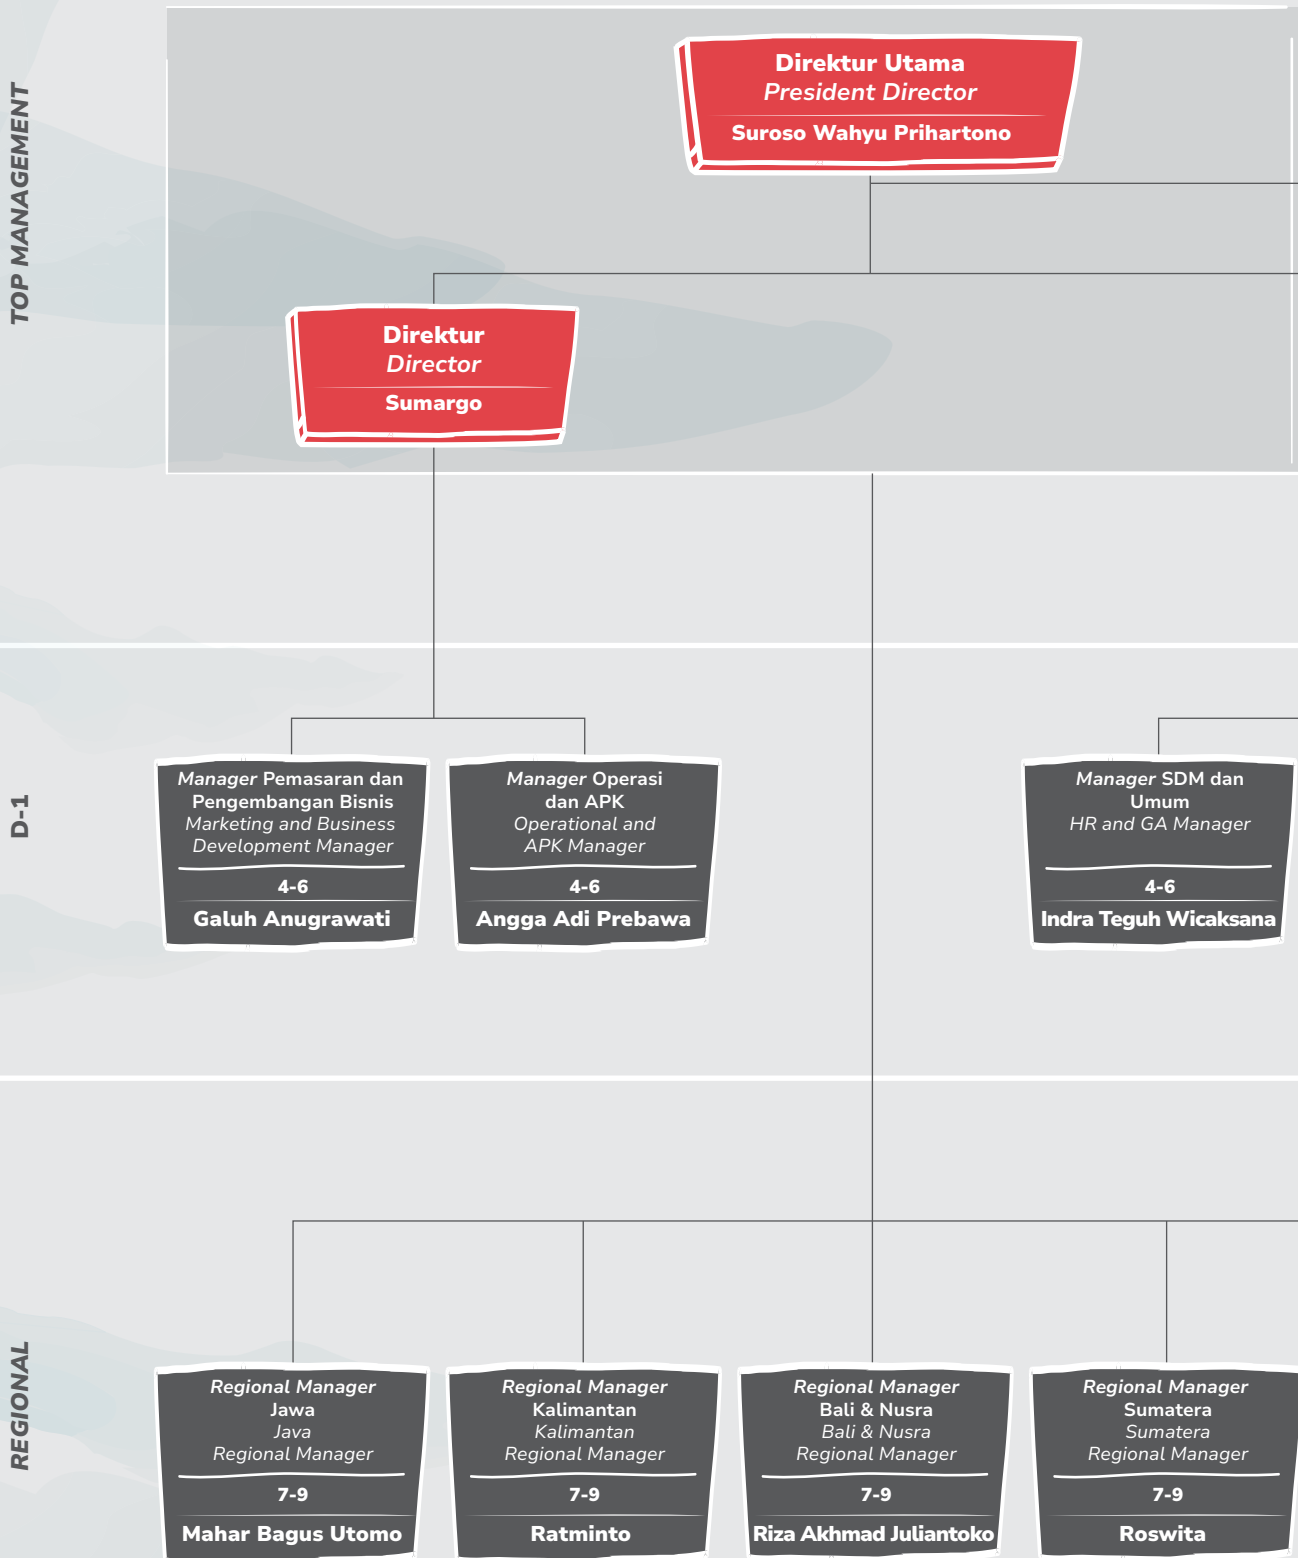 TOP MANAGEMENT
Direktur Utama
President Director
Suroso Wahyu Prihartono
Direktur
Director
Sumargo
D-1
Manager Pemasaran dan
Pengembangan Bisnis
Marketing and Business
Development Manager
4-6
Galuh Anugrawati
Manager Operasi
dan APK
Operational and
APK Manager
4-6
Angga Adi Prebawa
Manager SDM dan
Umum
HR and GA Manager
4-6
Indra Teguh Wicaksana
REGIONAL
Regional Manager
Jawa
Java
Regional Manager
7-9
Mahar Bagus Utomo
Regional Manager
Kalimantan
Kalimantan
Regional Manager
7-9
Ratminto
Regional Manager
Bali & Nusra
Bali & Nusra
Regional Manager
7-9
Riza Akhmad Juliantoko
Regional Manager
Sumatera
Sumatera
Regional Manager
7-9
Roswita